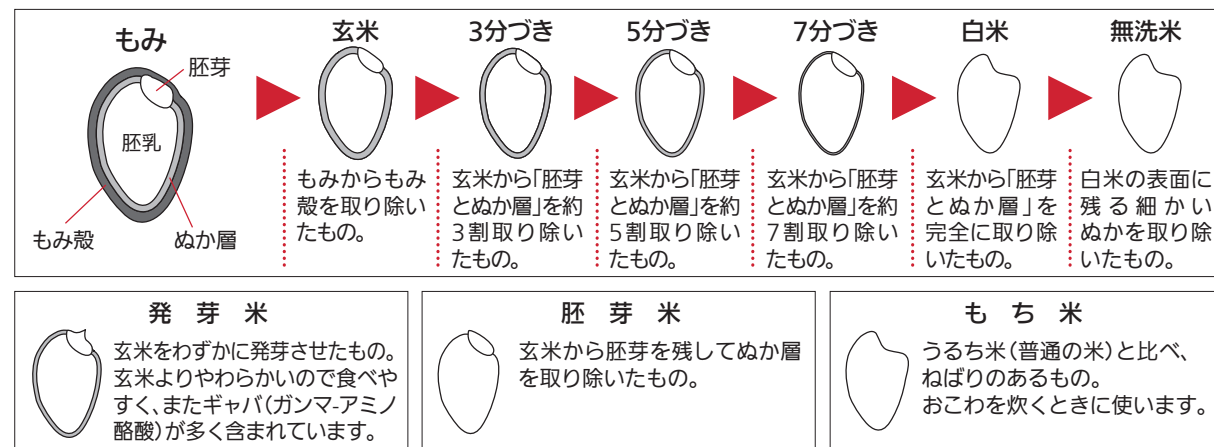 もみ
胚芽
胚乳
もみ殻
ぬか層
玄米
もみからもみ
殻を取り除い
たもの。
3分づき
玄米から「胚芽
とぬか層」を約
3割取り除い
たもの。
5分づき
玄米から「胚芽
とぬか層」を約
5割取り除い
たもの。
7分づき
玄米から「胚芽
とぬか層」を約
7割取り除い
たもの。
白米
玄米から「胚芽
とぬか層」を
完全に取り除
いたもの。
無洗米
白米の表面に
残る細かい
ぬかを取り除
いたもの。
発芽米
玄米をわずかに発芽させたもの。
玄米よりやわらかいので食べや
すく、またギャバ(ガンマ-アミノ
酪酸)が多く含まれています。
胚芽米
玄米から胚芽を残してぬか層
を取り除いたもの。
もち米
うるち米(普通の米)と比べ、
ねばりのあるもの。
おこわを炊くときに使います。